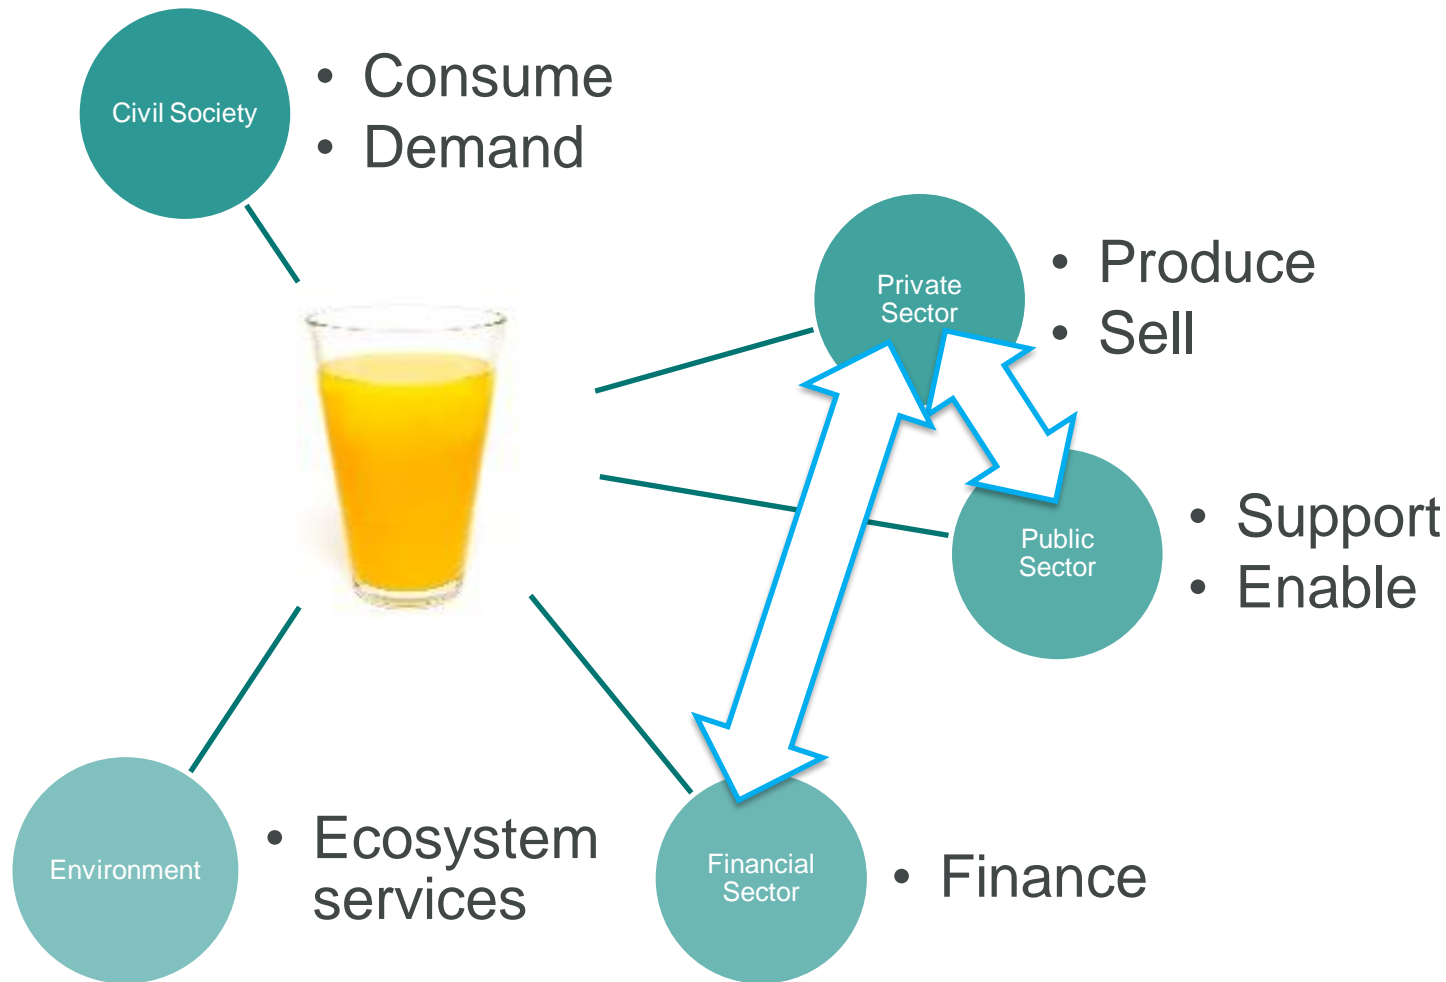 Civil Society
• Consume
• Demand
Private
Sector
• Produce
• Sell
Public
Sector
• Support
• Enable
Environment
• Ecosystem
services
Financial
Sector
• Finance